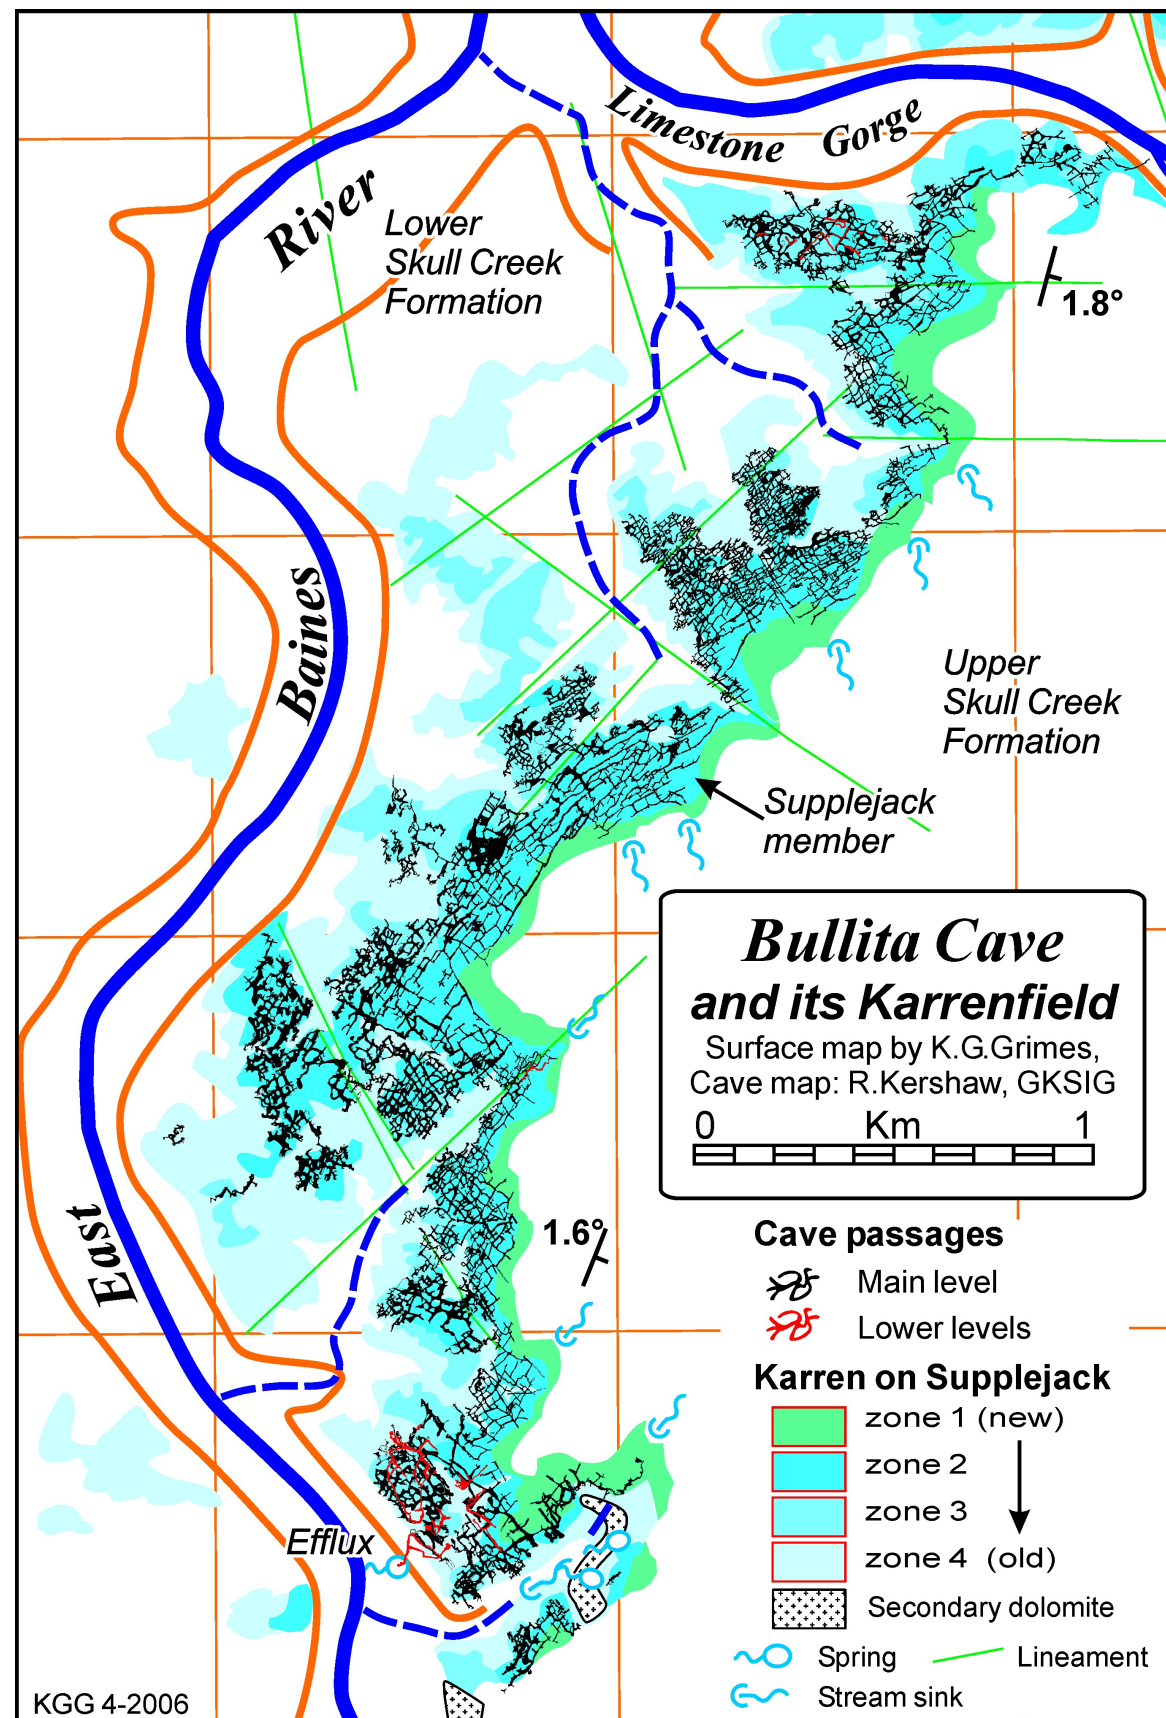 Limestone Gorge
River
Lower
Skull Creek
Formation
1.8°
Baines
Upper
Skull Creek
Formation
Supplejack
member
Bullita Cave
and its Karrenfield
Surface map by K.G.Grimes,
Cave map: R.Kershaw, GKSIG
0 Km 1
East
1.6°
Cave passages
Main level
Lower levels
Karren on Supplejack
zone 1 (new)
zone 2
zone 3
zone 4 (old)
Secondary dolomite
Efflux
Spring
Lineament
Stream sink
KGG 4-2006